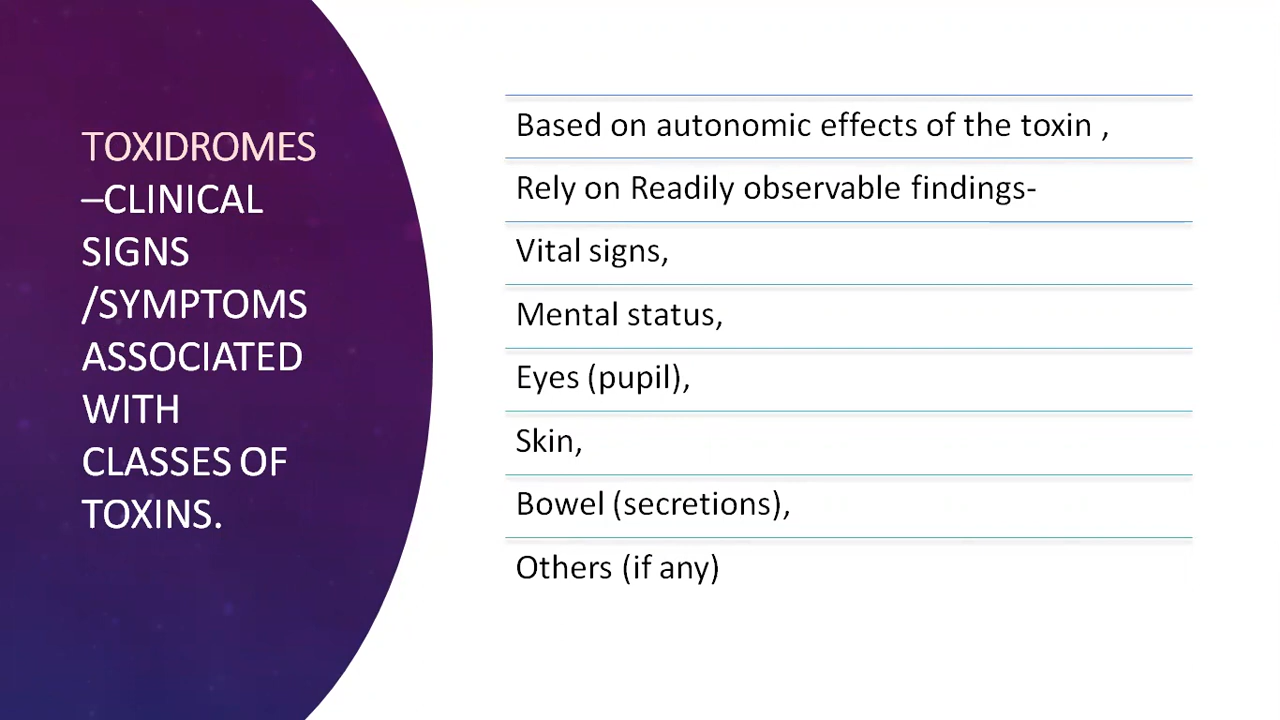 TOXIDROMES
–CLINICAL
SIGNS
/SYMPTOMS
ASSOCIATED
WITH
CLASSES OF
TOXINS.
Based on autonomic effects of the toxin ,
Rely on Readily observable findings-
Vital signs,
Mental status,
Eyes (pupil),
Skin,
Bowel (secretions),
Others (if any)